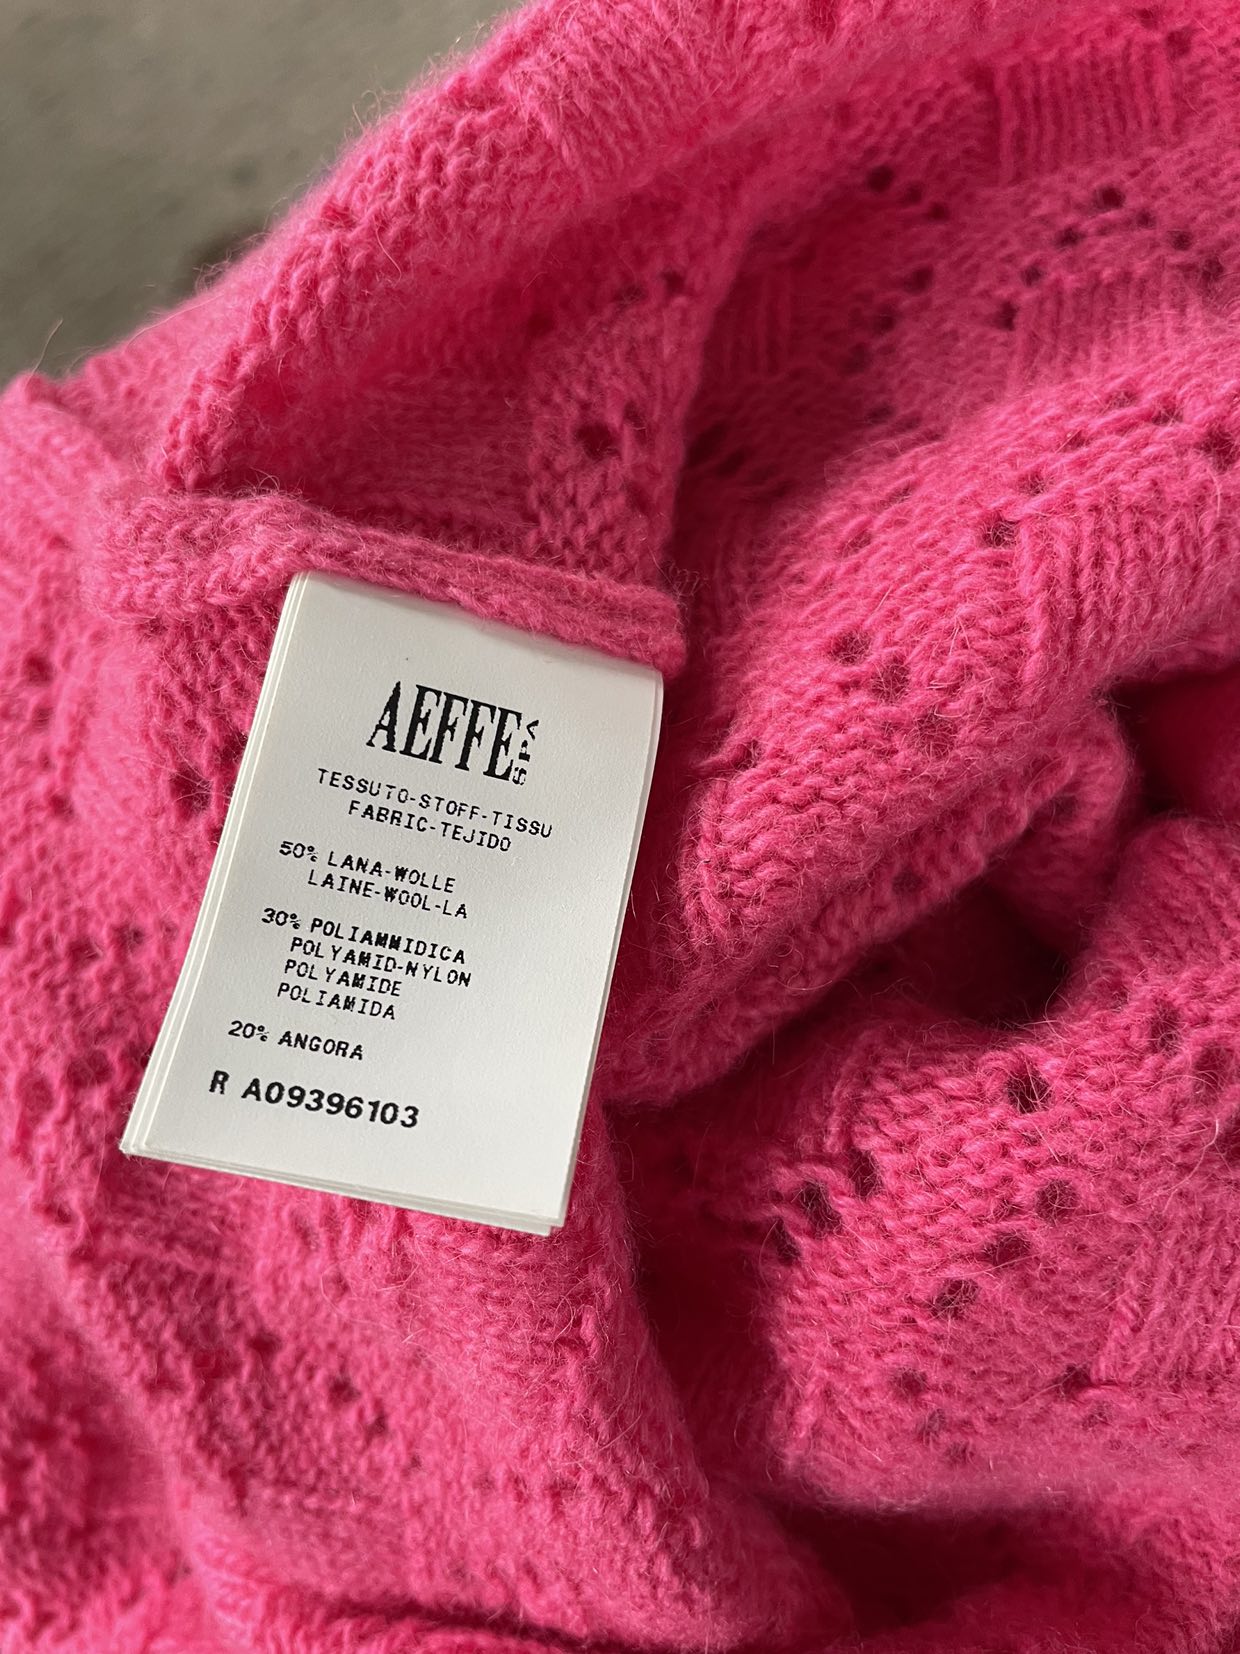 AEFFE SPA
TESSUTO-STOFF-TISSU
FABRIC-TEJIDO
50% LANA-WOLLE
LAINE-WOOL-LA
30% POLIAMMIDICA
POLYAMID-NYLON
POLYAMIDE
POLIAMIDA
20% ANGORA
R A09396103